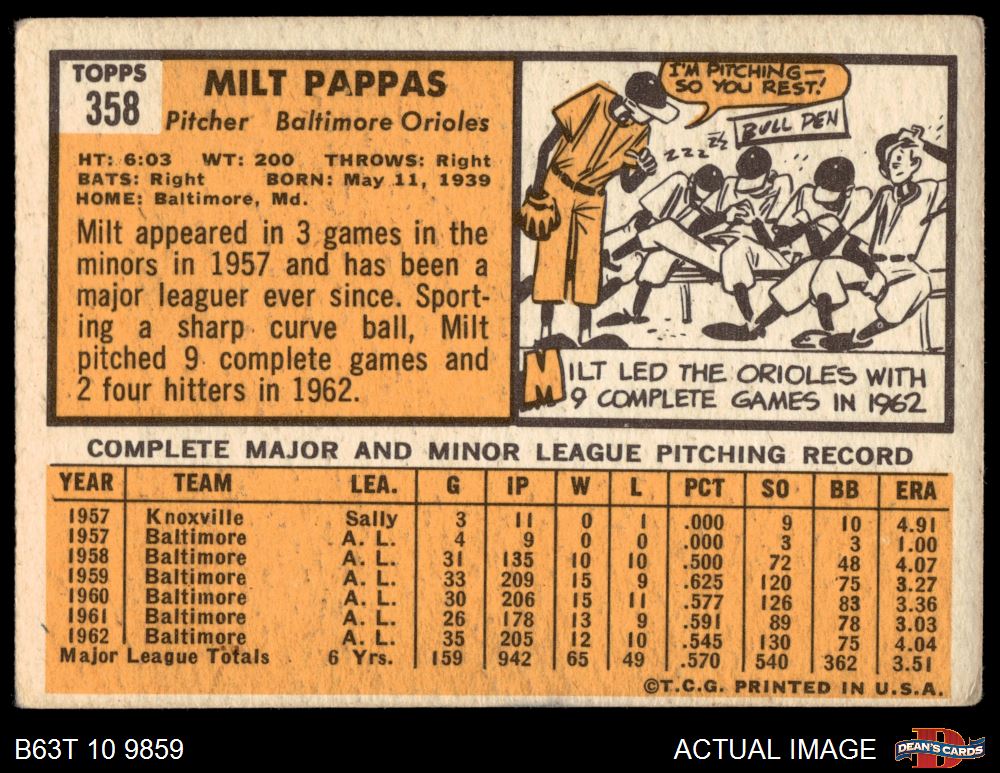 TOPPS
358
MILT PAPPAS
Pitcher Baltimore Orioles
HT: 6:03 WT: 200 THROWS: Right
BATS: Right BORN: May 11, 1939
HOME: Baltimore, Md.
Milt appeared in 3 games in the
minors in 1957 and has been a
major leaguer ever since. Sport-
ing a sharp curve ball, Milt
pitched 9 complete games and
2 four hitters in 1962.
I'M PITCHING—
SO YOU REST!
BULL PEN
Z Z Z Z Z Z
MILT LED THE ORIOLES WITH
9 COMPLETE GAMES IN 1962
COMPLETE MAJOR AND MINOR LEAGUE PITCHING RECORD
YEAR TEAM LEA. G IP W L PCT SO BB ERA
1957 Knoxville Sally 3 11 0 1 .000 9 10 4.91
1957 Baltimore A. L. 4 9 0 0 .000 3 3 1.00
1958 Baltimore A. L. 31 135 10 10 .500 72 48 4.07
1959 Baltimore A. L. 33 209 15 9 .625 120 75 3.27
1960 Baltimore A. L. 30 206 15 11 .577 126 83 3.36
1961 Baltimore A. L. 26 178 13 9 .591 89 78 3.03
1962 Baltimore A. L. 35 205 12 10 .545 130 75 4.04
Major League Totals 6 Yrs. 159 942 65 49 .570 540 362 3.51
©T.C.G. PRINTED IN U.S.A.
B63T 10 9859
ACTUAL IMAGE
D
DEAN'S CARDS